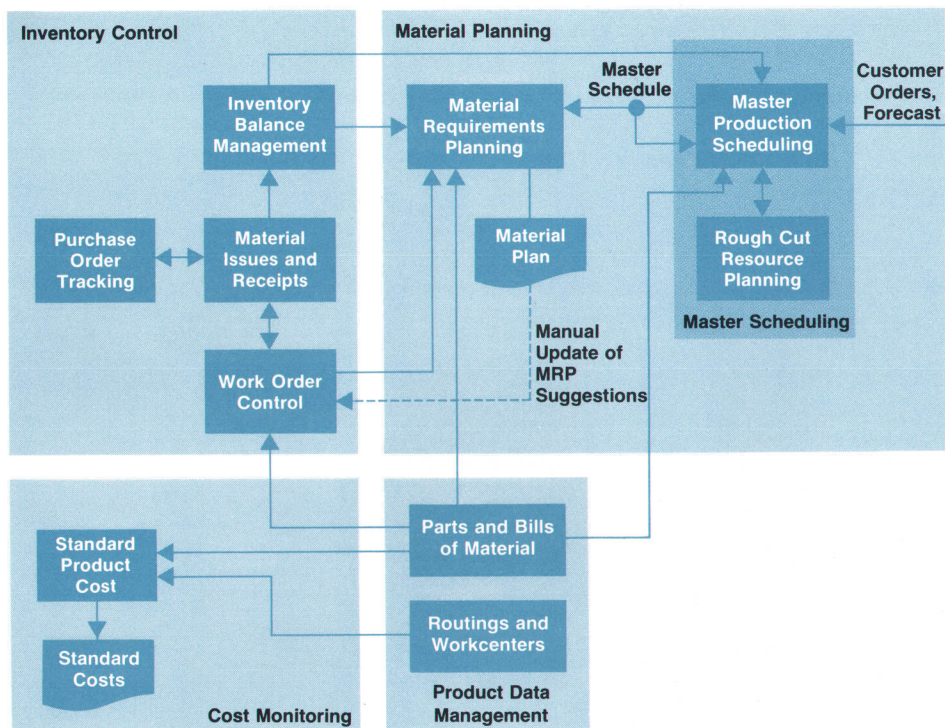 Inventory Control
Material Planning
Master
Schedule
Customer
Orders,
Forecast
Inventory
Balance
Management
Material
Requirements
Planning
Master
Production
Scheduling
Purchase
Order
Tracking
Material
Issues and
Receipts
Material
Plan
Rough Cut
Resource
Planning
Master Scheduling
Manual
Update of
MRP
Suggestions
Work Order
Control
Parts and Bills
of Material
Standard
Product
Cost
Routings and
Workcenters
Standard
Costs
Cost Monitoring
Product Data
Management